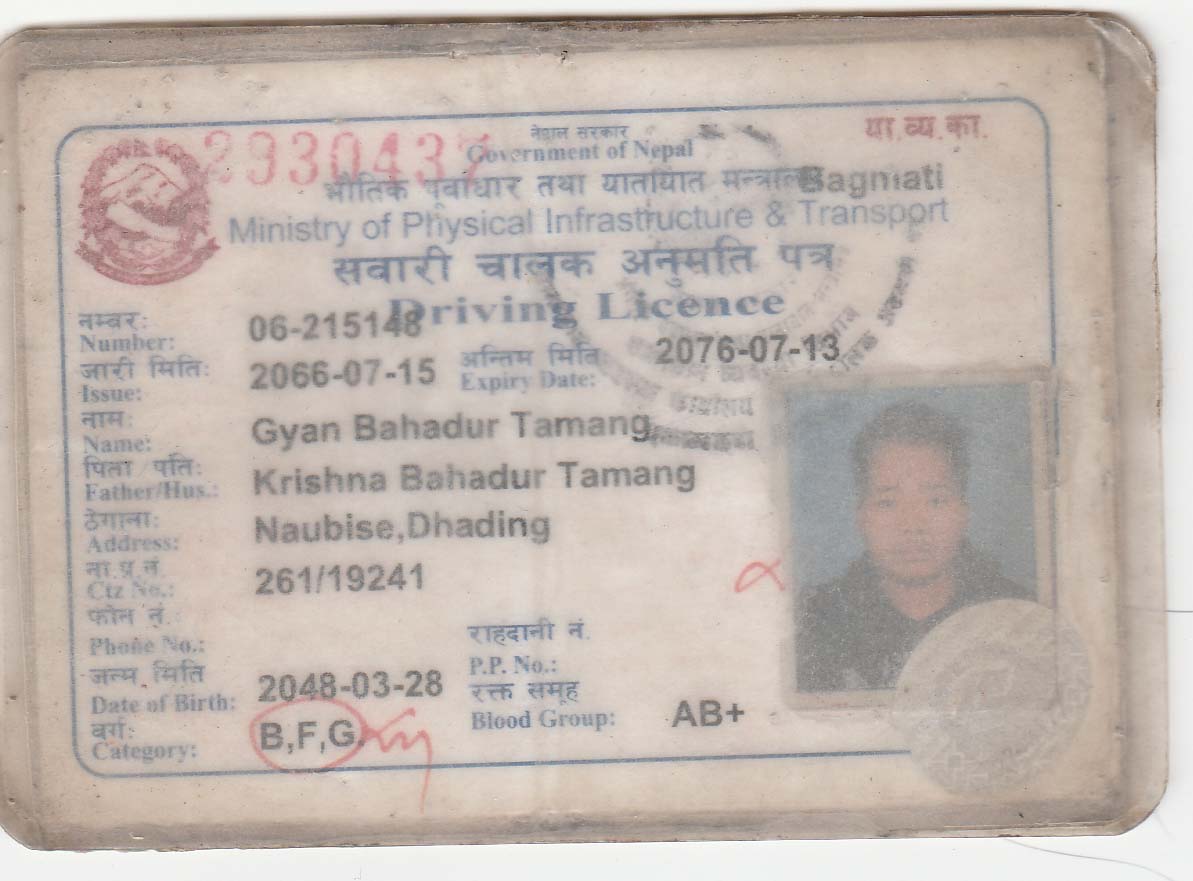 नेपाल सरकार
या.व्य.का.
293043
Government of Nepal
भौतिक पूर्वाधार तथा यातायात मन्त्रालय
Bagmati
Ministry of Physical Infrastructure & Transport
सवारी चालक अनुमति पत्र
Driving Licence
नम्वर:
Number: 06-215148
जारी मिति: अन्तिम मिति:
Issue: 2066-07-15 Expiry Date: 2076-07-13
नाम:
Name: Gyan Bahadur Tamang
पिता/पति:
Father/Hus.: Krishna Bahadur Tamang
ठेगाना:
Address: Naubise,Dhading
ना.प्र.नं.
Ctz No.: 261/19241
फोन नं.:
Phone No.:
राहदानी नं.
P.P. No.:
जन्म मिति
Date of Birth: 2048-03-28
रक्त समूह
Blood Group: AB+
वर्ग:
Category: B,F,G.
कार्यालय